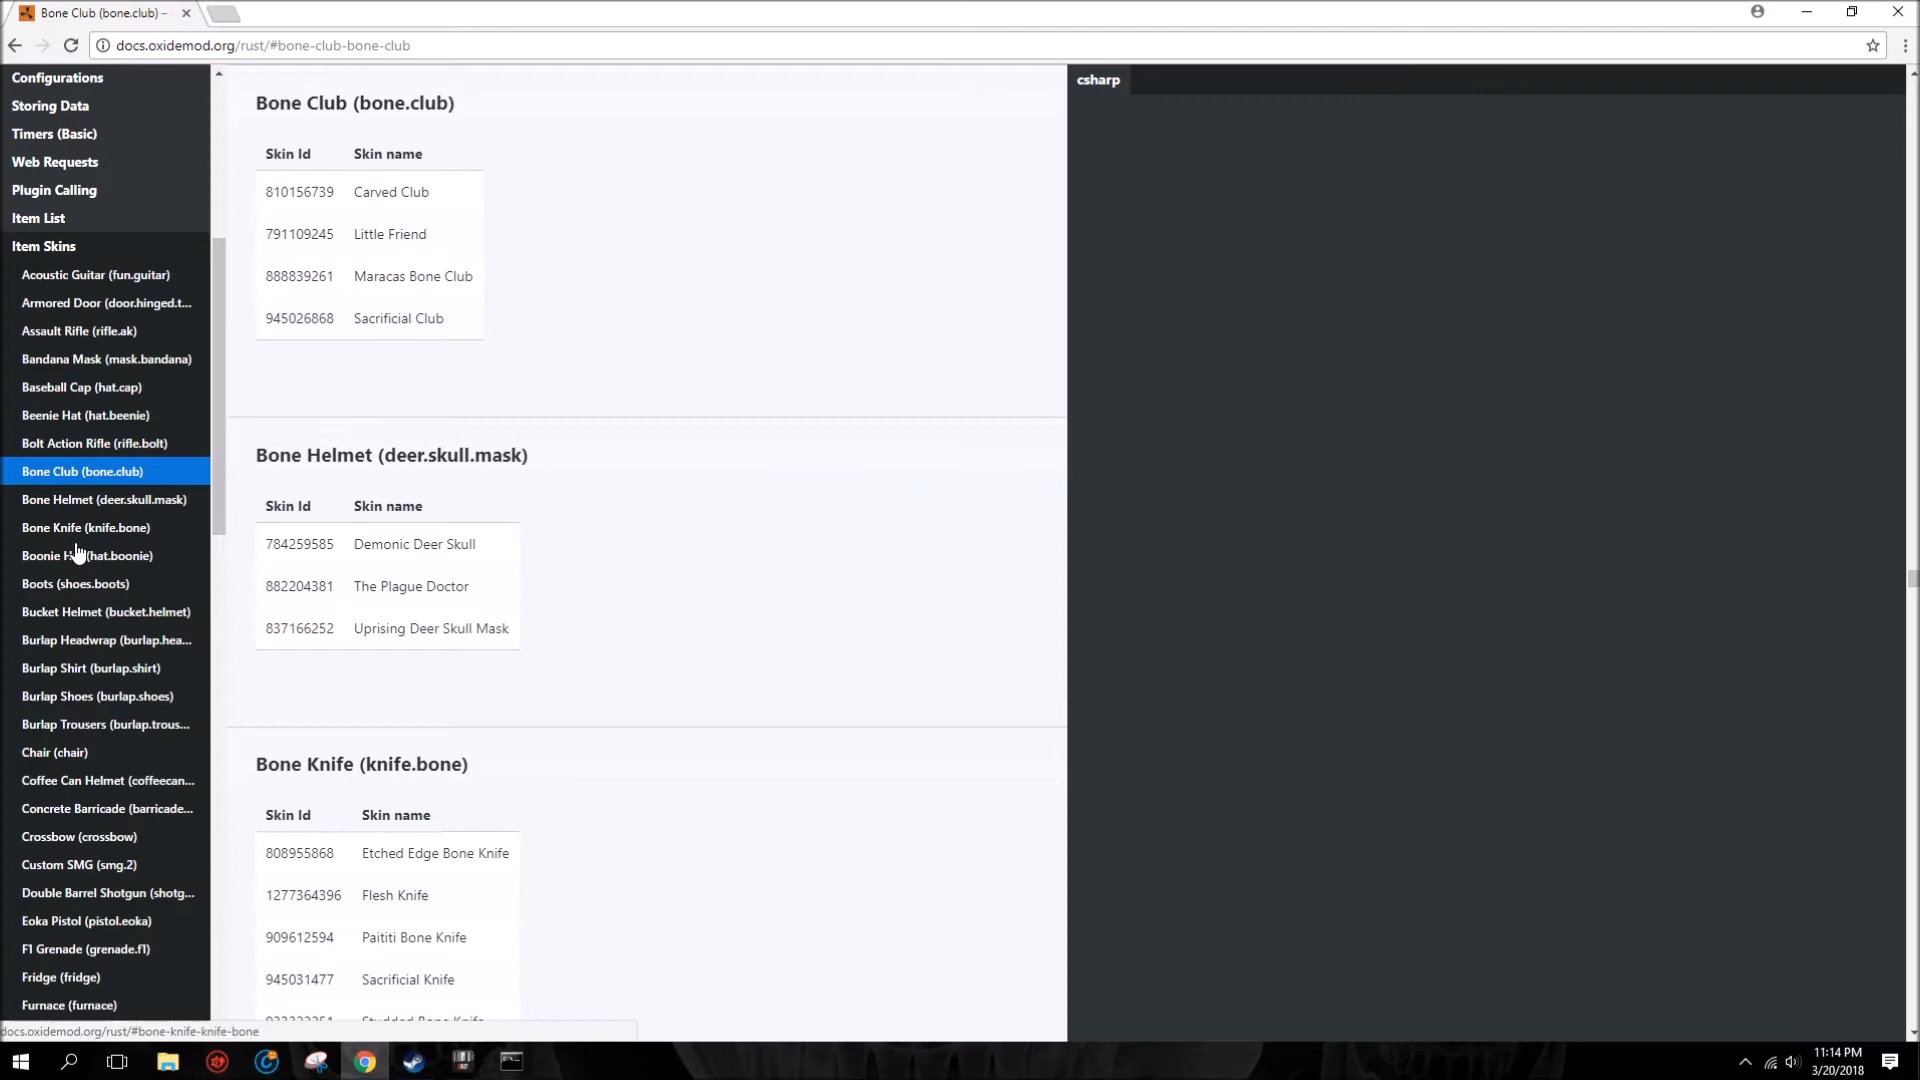 Bone Club (bone.club) –
docs.oxidemod.org/rust/#bone-club-bone-club
Configurations
Storing Data
Timers (Basic)
Web Requests
Plugin Calling
Item List
Item Skins
Acoustic Guitar (fun.guitar)
Armored Door (door.hinged.t...
Assault Rifle (rifle.ak)
Bandana Mask (mask.bandana)
Baseball Cap (hat.cap)
Beenie Hat (hat.beenie)
Bolt Action Rifle (rifle.bolt)
Bone Club (bone.club)
Bone Helmet (deer.skull.mask)
Bone Knife (knife.bone)
Boonie (hat.boonie)
Boots (shoes.boots)
Bucket Helmet (bucket.helmet)
Burlap Headwrap (burlap.hea...
Burlap Shirt (burlap.shirt)
Burlap Shoes (burlap.shoes)
Burlap Trousers (burlap.trous...
Chair (chair)
Coffee Can Helmet (coffeecan...
Concrete Barricade (barricade...
Crossbow (crossbow)
Custom SMG (smg.2)
Double Barrel Shotgun (shotg...
Eoka Pistol (pistol.eoka)
F1 Grenade (grenade.f1)
Fridge (fridge)
Furnace (furnace)
docs.oxidemod.org/rust/#bone-knife-knife-bone
Bone Club (bone.club)
Skin Id Skin name
810156739 Carved Club
791109245 Little Friend
888839261 Maracas Bone Club
945026868 Sacrificial Club
Bone Helmet (deer.skull.mask)
Skin Id Skin name
784259585 Demonic Deer Skull
882204381 The Plague Doctor
837166252 Uprising Deer Skull Mask
Bone Knife (knife.bone)
Skin Id Skin name
808955868 Etched Edge Bone Knife
1277364396 Flesh Knife
909612594 Paititi Bone Knife
945031477 Sacrificial Knife
Studded Bone Knife
csharp
11:14 PM
3/20/2018